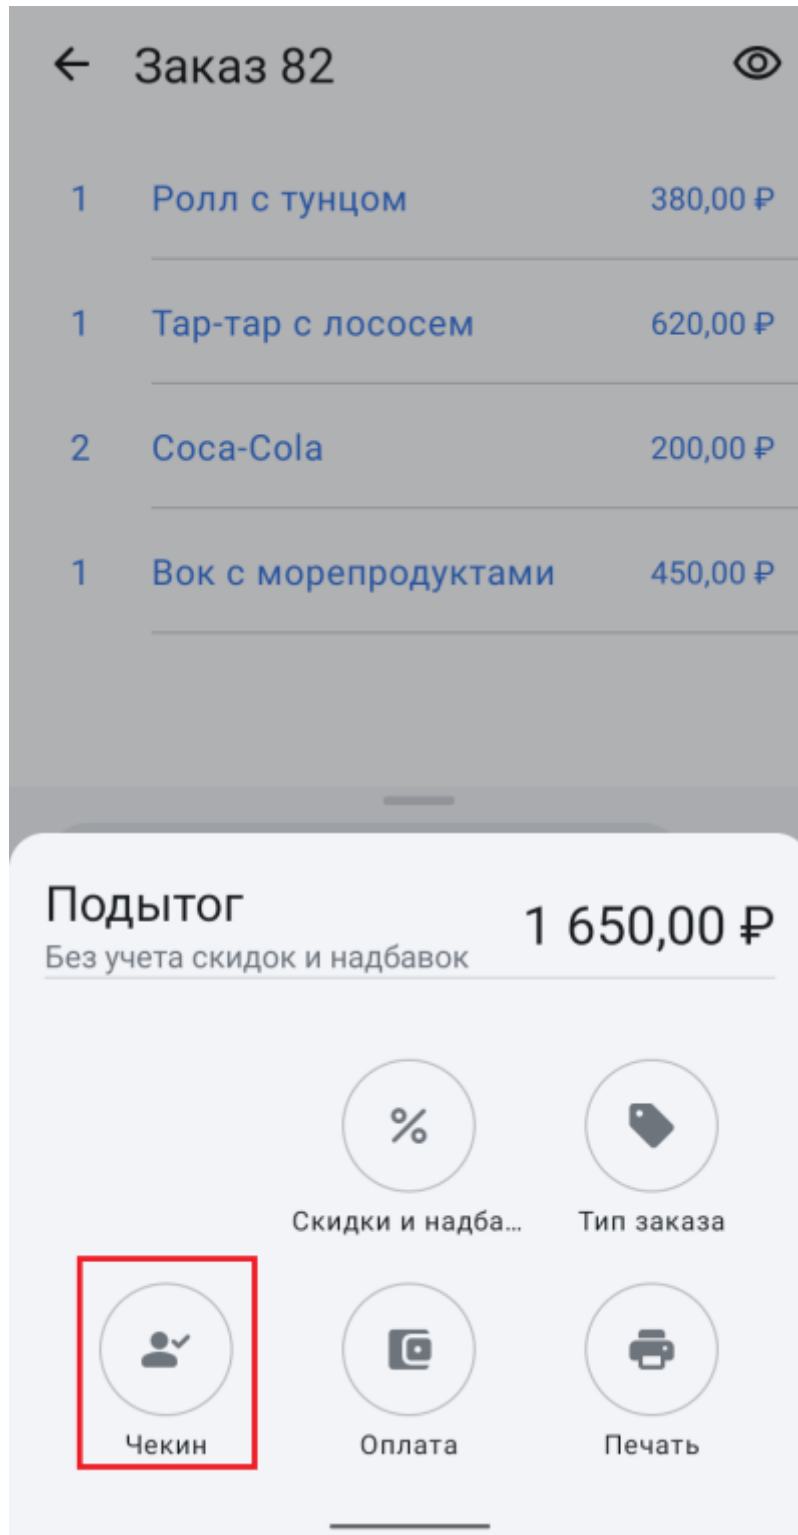 Заказ 82
1 Ролл с тунцом 380,00 ₽
1 Тар-тар с лососем 620,00 ₽
2 Coca-Cola 200,00 ₽
1 Вок с морепродуктами 450,00 ₽
Подытог 1 650,00 ₽
Без учета скидок и надбавок
% 
Скидки и надба... Тип заказа
Чекин Оплата Печать